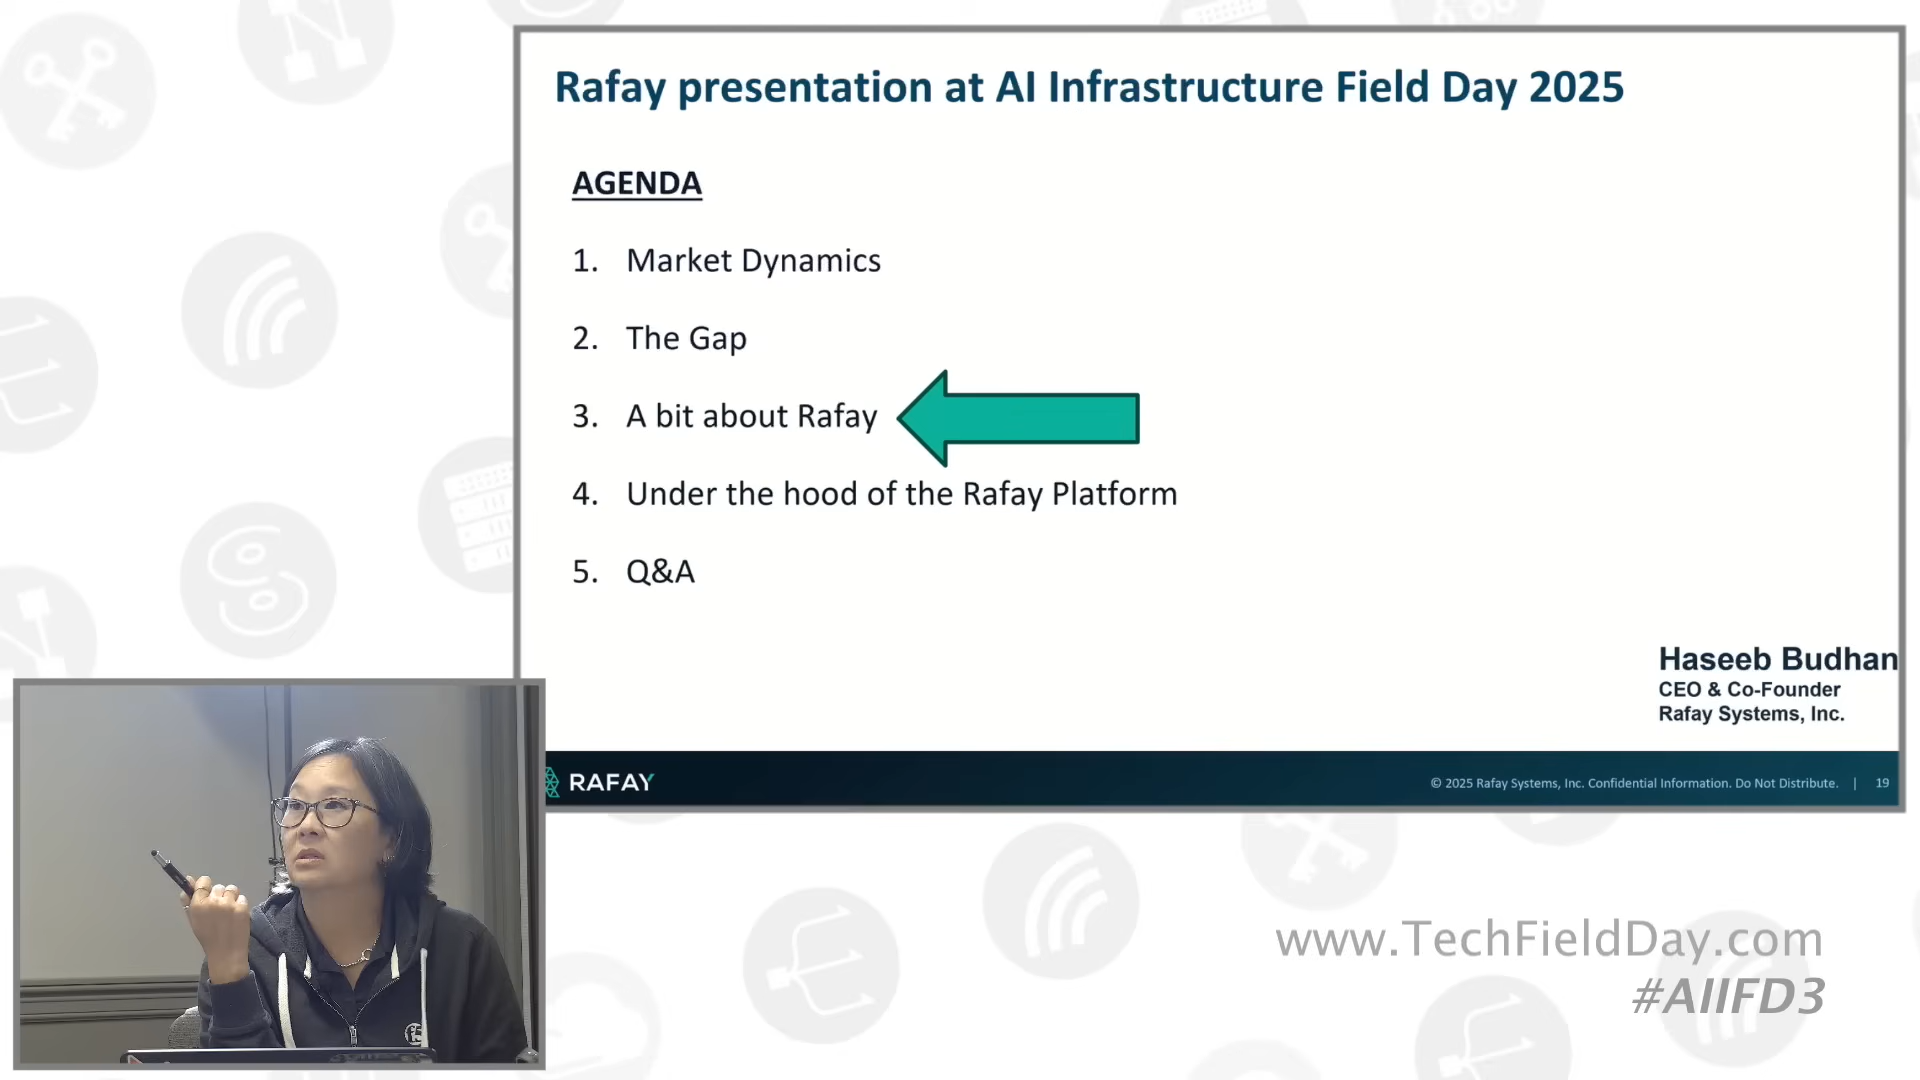 Rafay presentation at AI Infrastructure Field Day 2025
AGENDA
1. Market Dynamics
2. The Gap
3. A bit about Rafay
4. Under the hood of the Rafay Platform
5. Q&A
Haseeb Budhan
CEO & Co-Founder
Rafay Systems, Inc.
RAFAY
© 2025 Rafay Systems, Inc. Confidential Information. Do Not Distribute. | 19
f5
www.TechFieldDay.com
#AIIFD3